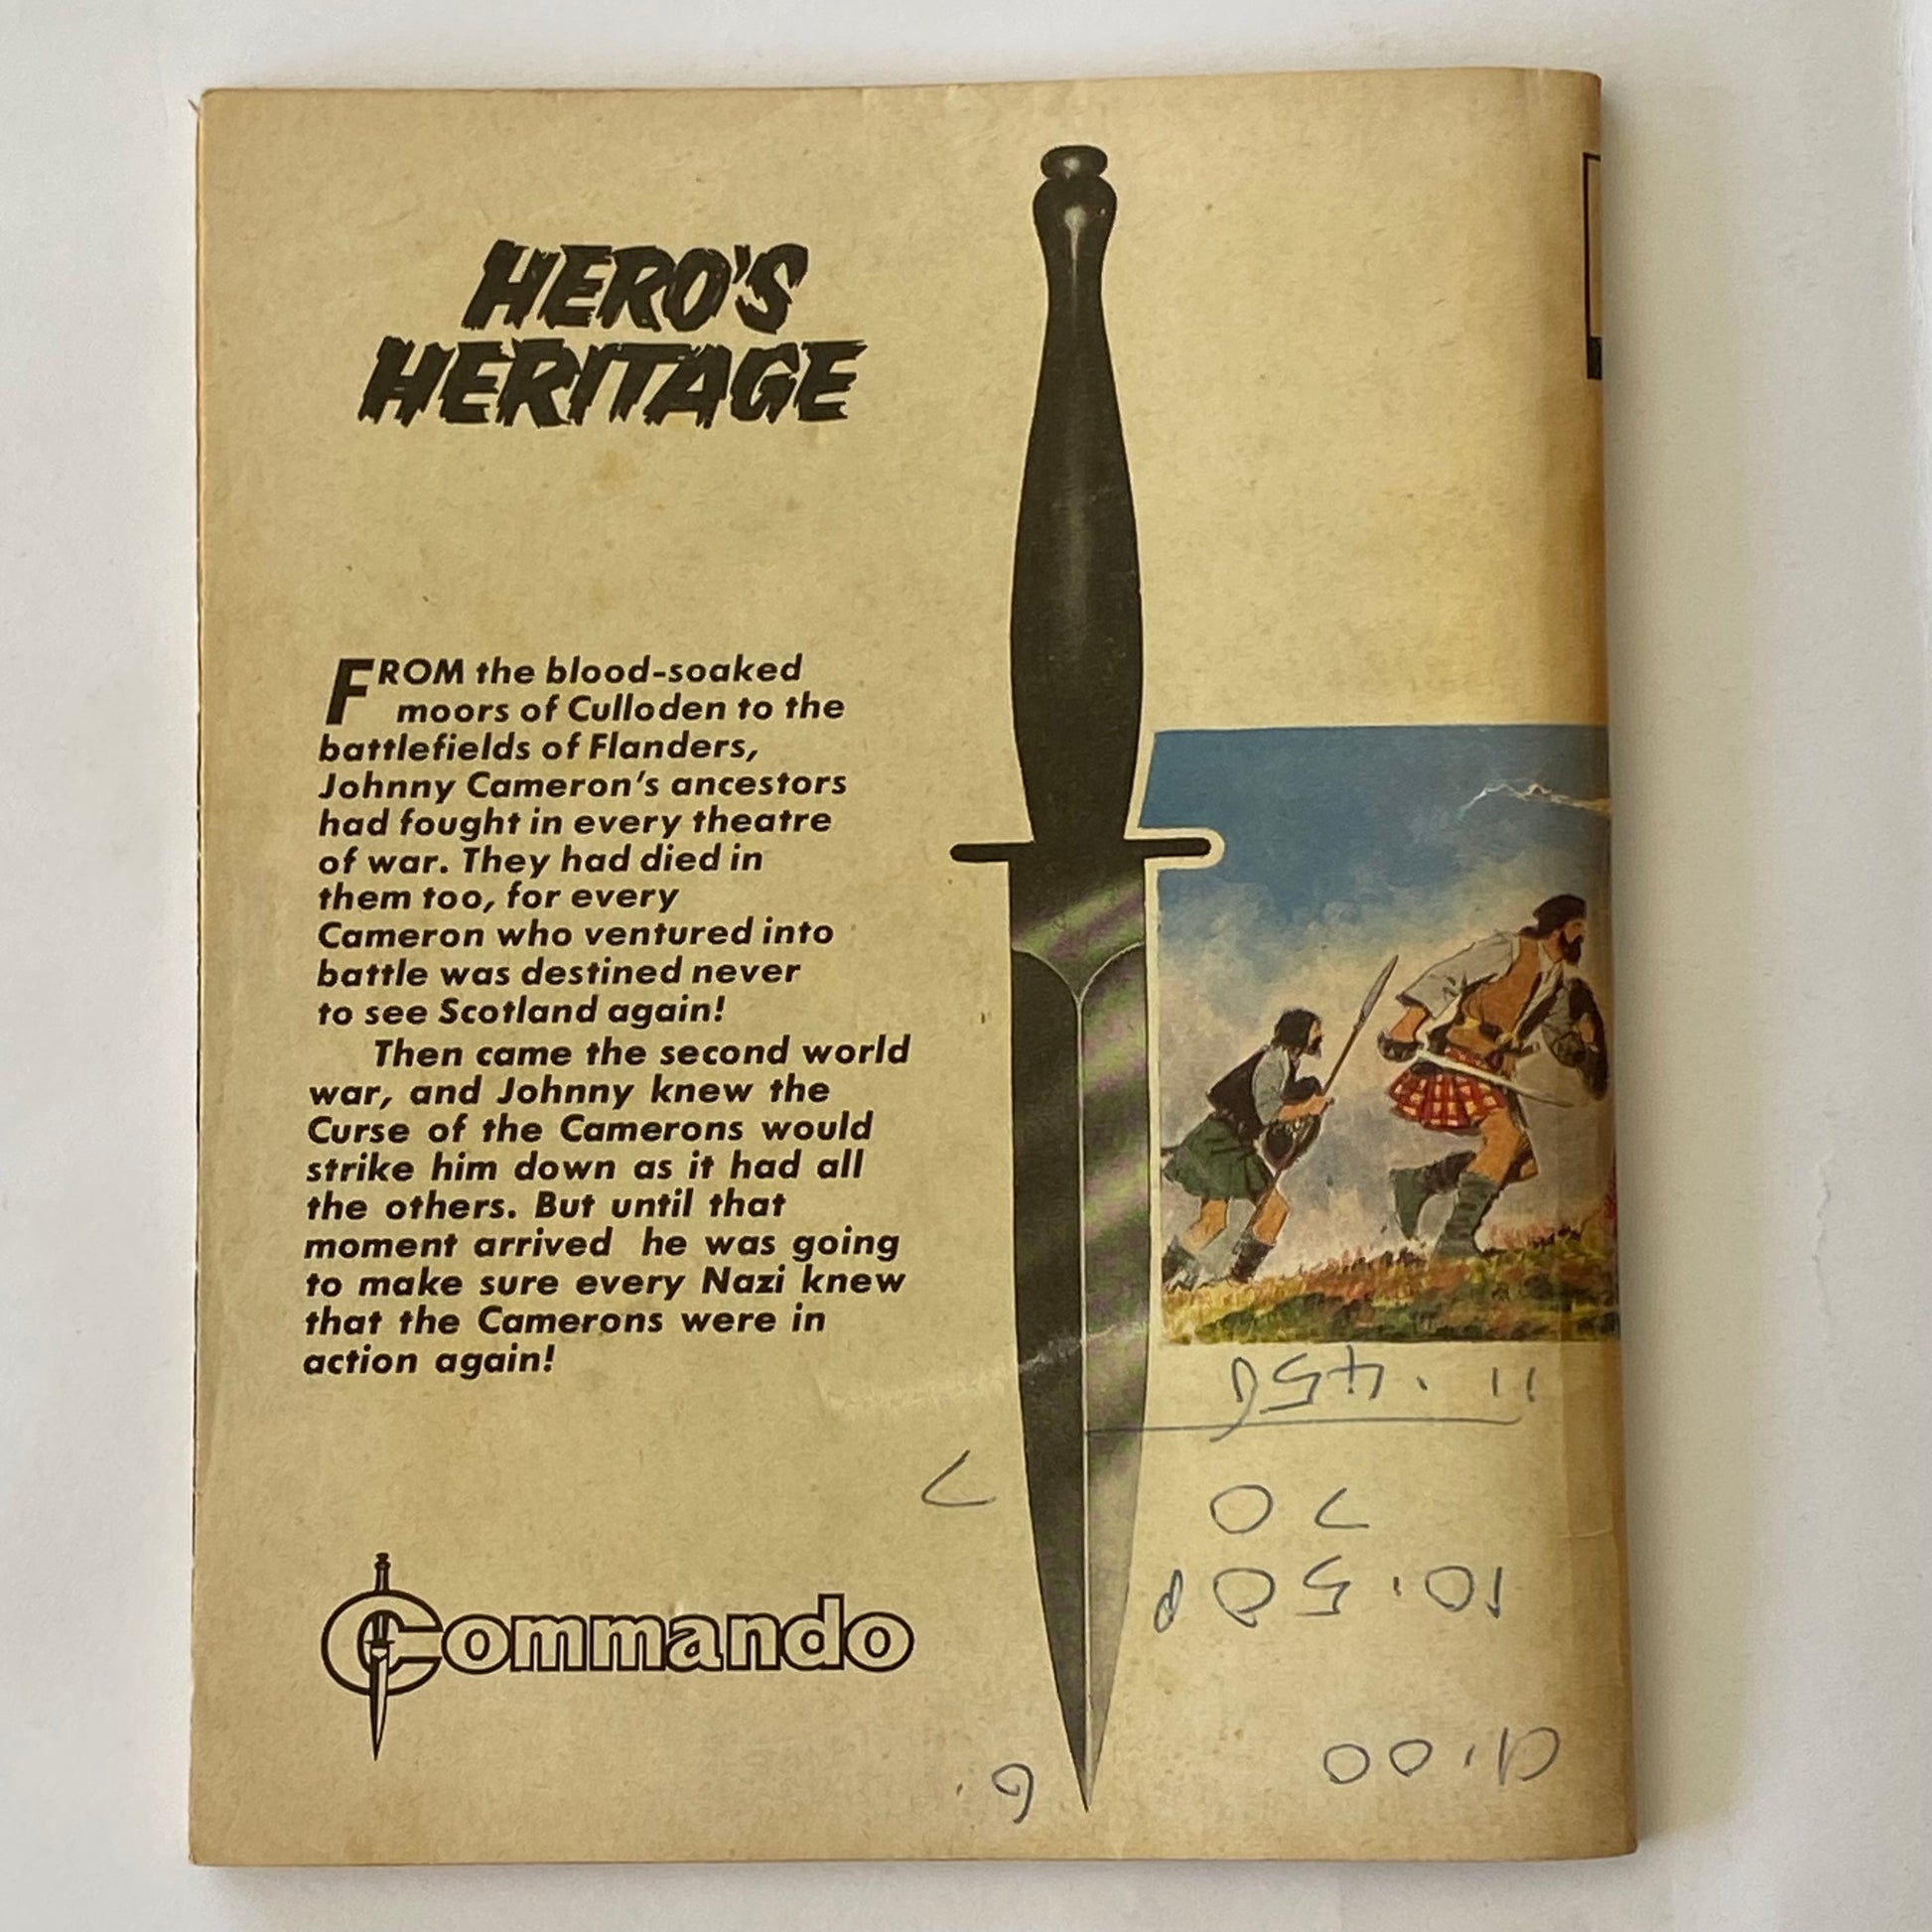 HERO'S
HERITAGE
FROM the blood-soaked
moors of Culloden to the
battlefields of Flanders,
Johnny Cameron's ancestors
had fought in every theatre
of war. They had died in
them too, for every
Cameron who ventured into
battle was destined never
to see Scotland again!
Then came the second world
war, and Johnny knew the
Curse of the Camerons would
strike him down as it had all
the others. But until that
moment arrived he was going
to make sure every Nazi knew
that the Camerons were in
action again!
Commando
10.50p
70
7